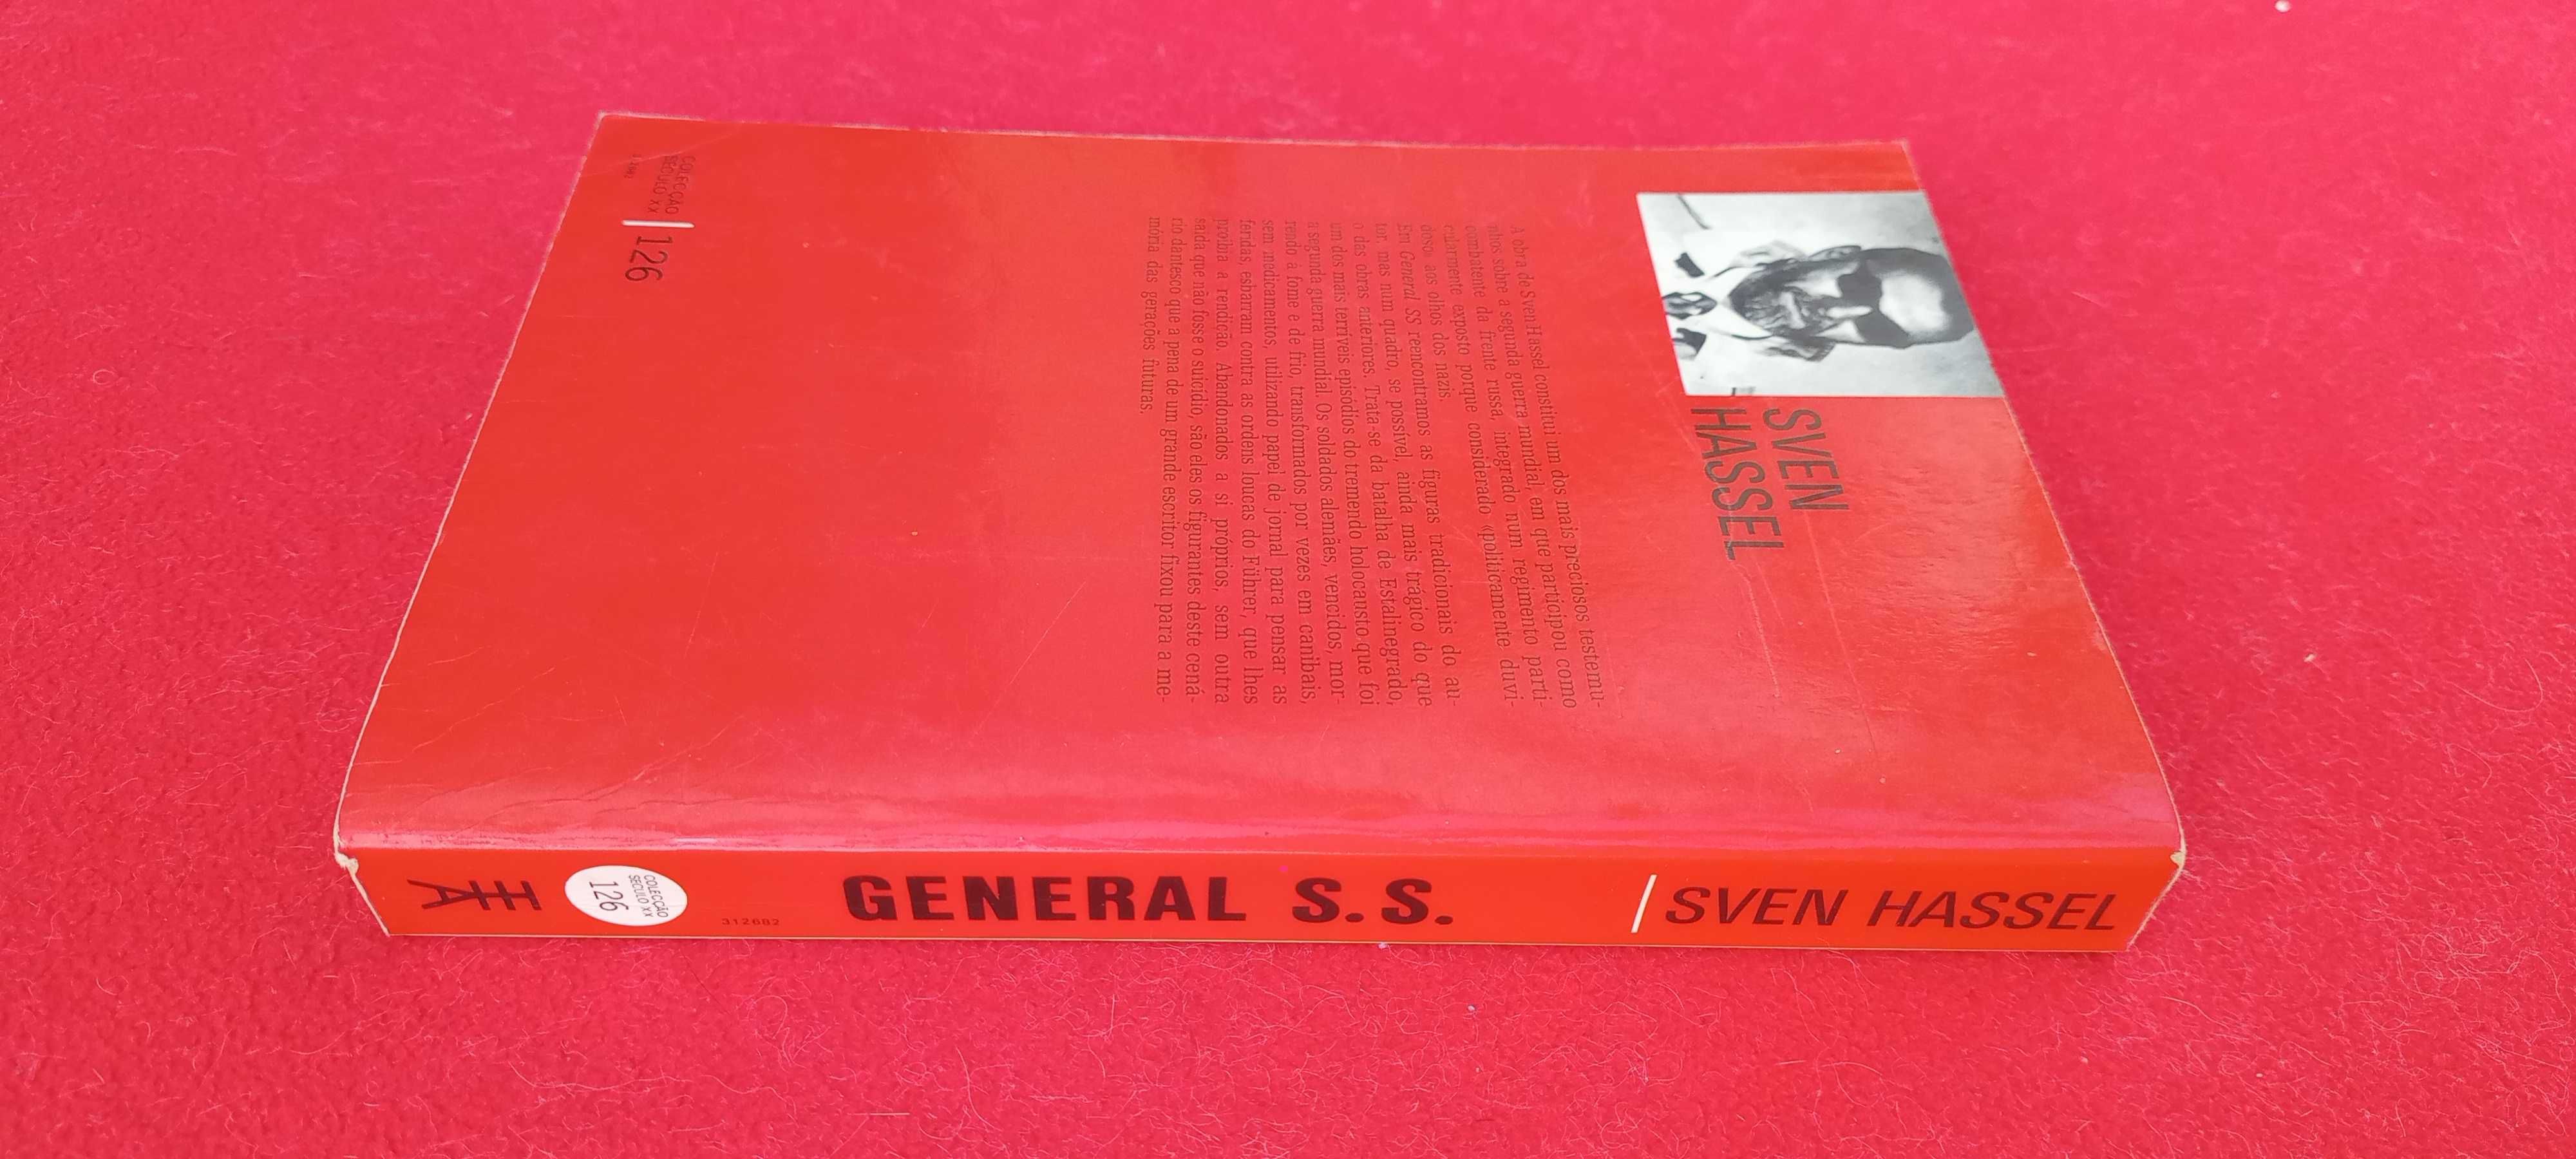 SVEN
HASSEL
A obra de Sven Hassel constitui um dos mais preciosos testemu-
nhos sobre a segunda guerra mundial, em que participou como
combatente da frente russa, integrado num regimento parti-
cularmente exposto porque considerado «politicamente duvi-
doso» aos olhos dos nazis.
Em General SS reencontramos as figuras tradicionais do au-
tor, mas num quadro, se possível, ainda mais trágico do que
o das obras anteriores. Trata-se da batalha de Estalinegrado,
um dos mais terríveis episódios do tremendo holocausto que foi
a segunda guerra mundial. Os soldados alemães, vencidos, mor-
rendo à fome e de frio, transformados por vezes em canibais,
sem medicamentos, utilizando papel de jornal para pensar as
feridas, esbarram contra as ordens loucas do Führer, que lhes
proíbia a rendição. Abandonados a si próprios, sem outra
saída que não fosse o suicídio, são eles os figurantes deste cená-
rio dantesco que a pena de um grande escritor fixou para a me-
mória das gerações futuras.
COLECÇÃO
SÉCULO XX
126
COLECÇÃO
SÉCULO XX
126
312682
GENERAL S.S.
SVEN HASSEL